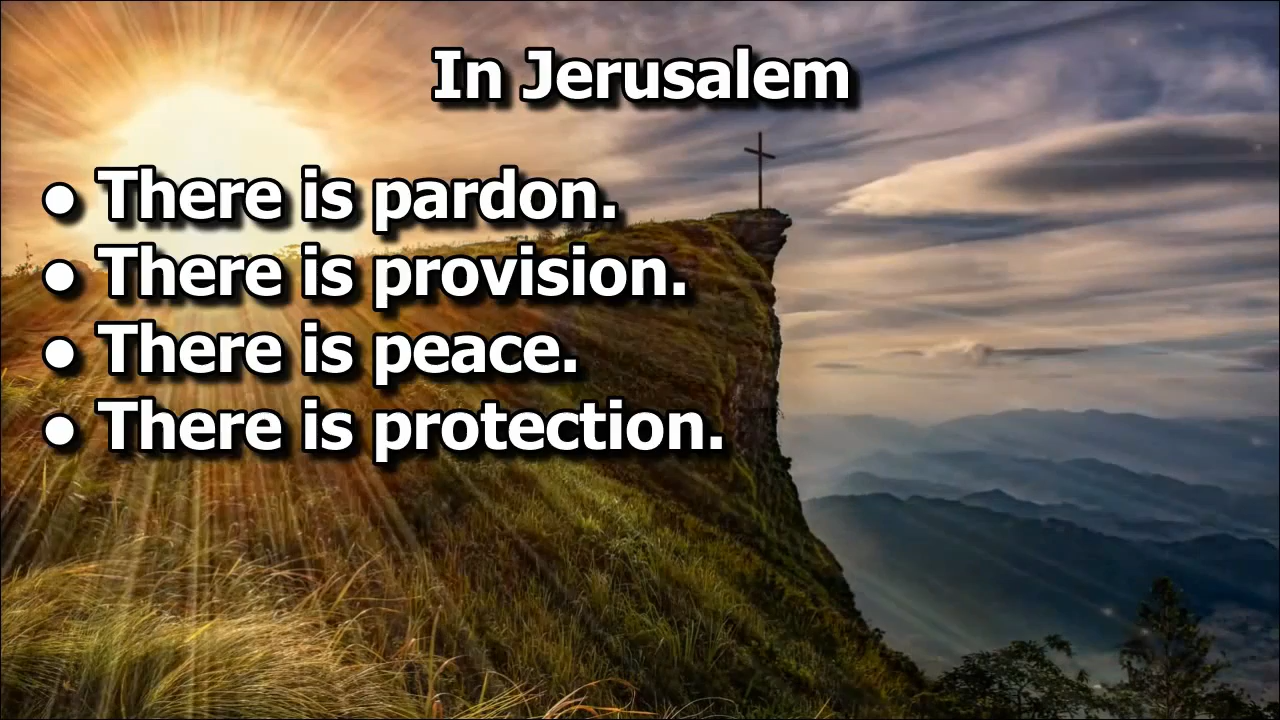 In Jerusalem
● There is pardon.
● There is provision.
● There is peace.
● There is protection.